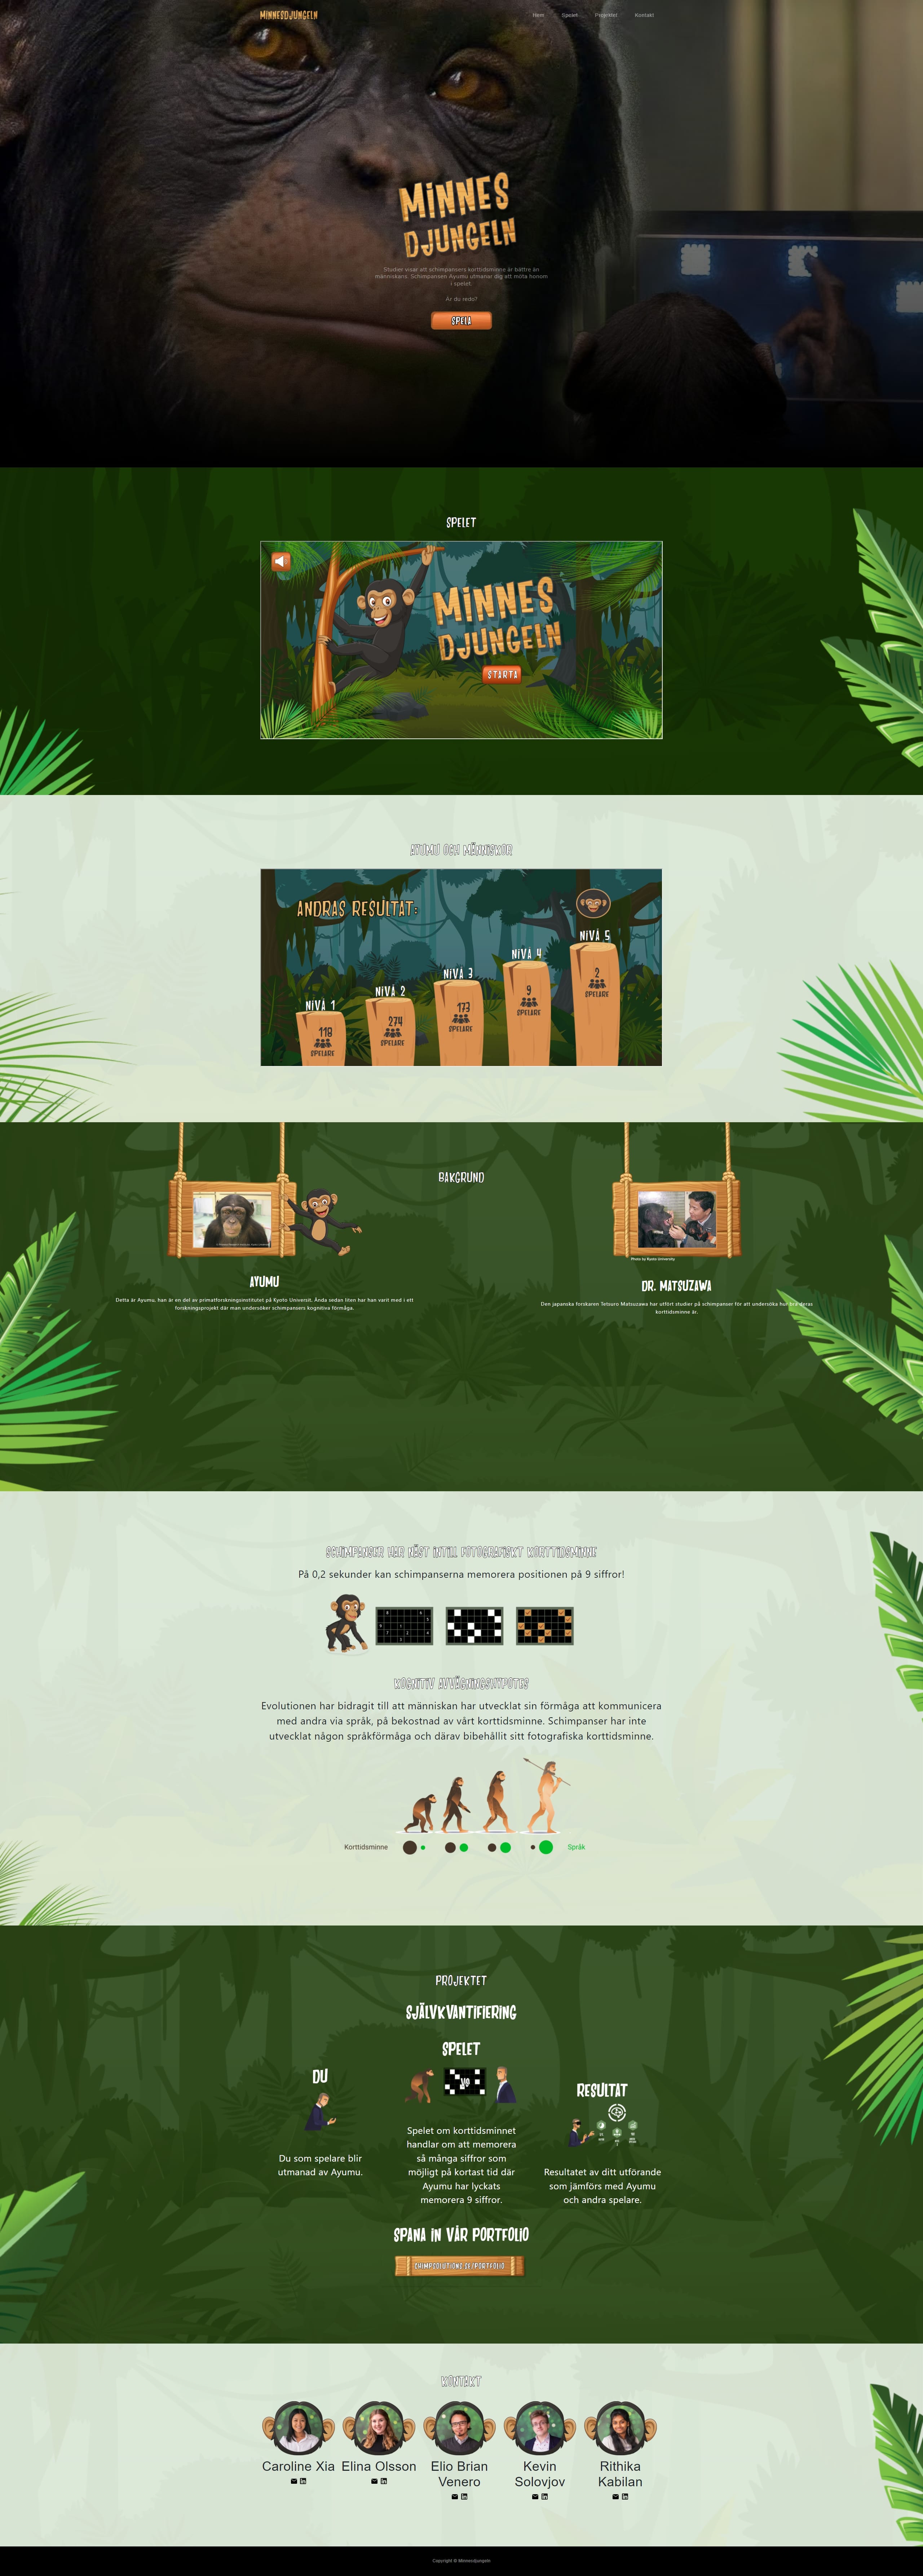 MINNESDJUNGELN
Hem Spelet Projektet Kontakt
MINNES
DJUNGELN
Studier visar att schimpansers korttidsminne är bättre än
människans. Schimpansen Ayumu utmanar dig att möta honom
i spelet.
Är du redo?
SPELA
SPELET
MINNES
DJUNGELN
STARTA
AYUMU OCH MÄNNISKOR
ANDRAS RESULTAT:
NIVÅ 1
118
SPELARE
NIVÅ 2
274
SPELARE
NIVÅ 3
173
SPELARE
NIVÅ 4
9
SPELARE
NIVÅ 5
2
SPELARE
BAKGRUND
Photo by Kyoto University
AYUMU
Detta är Ayumu, han är en del av primatforskningsinstitutet på Kyoto Universit. Ända sedan liten har han varit med i ett
forskningsprojekt där man undersöker schimpansers kognitiva förmåga.
DR. MATSUZAWA
Den japanska forskaren Tetsuro Matsuzawa har utfört studier på schimpanser för att undersöka hur bra deras
korttidsminne är.
SCHIMPANSER HAR NÄST INTILL FOTOGRAFISKT KORTTIDSMINNE
På 0,2 sekunder kan schimpanserna memorera positionen på 9 siffror!
KOGNITIV AVVÄGNINGSHYPOTES
Evolutionen har bidragit till att människan har utvecklat sin förmåga att kommunicera
med andra via språk, på bekostnad av vårt korttidsminne. Schimpanser har inte
utvecklat någon språkförmåga och därav bibehållit sitt fotografiska korttidsminne.
Korttidsminne
Språk
PROJEKTET
SJÄLVKVANTIFIERING
DU
Du som spelare blir
utmanad av Ayumu.
SPELET
VS
Spelet om korttidsminnet
handlar om att memorera
så många siffror som
möjligt på kortast tid där
Ayumu har lyckats
memorera 9 siffror.
RESULTAT
Resultatet av ditt utförande
som jämförs med Ayumu
och andra spelare.
SPANA IN VÅR PORTFOLIO
CHIMPSOLUTIONS.SE/PORTFOLIO
KONTAKT
Caroline Xia
Elina Olsson
Elio Brian
Venero
Kevin
Solovjov
Rithika
Kabilan
Copyright © Minnesdjungeln